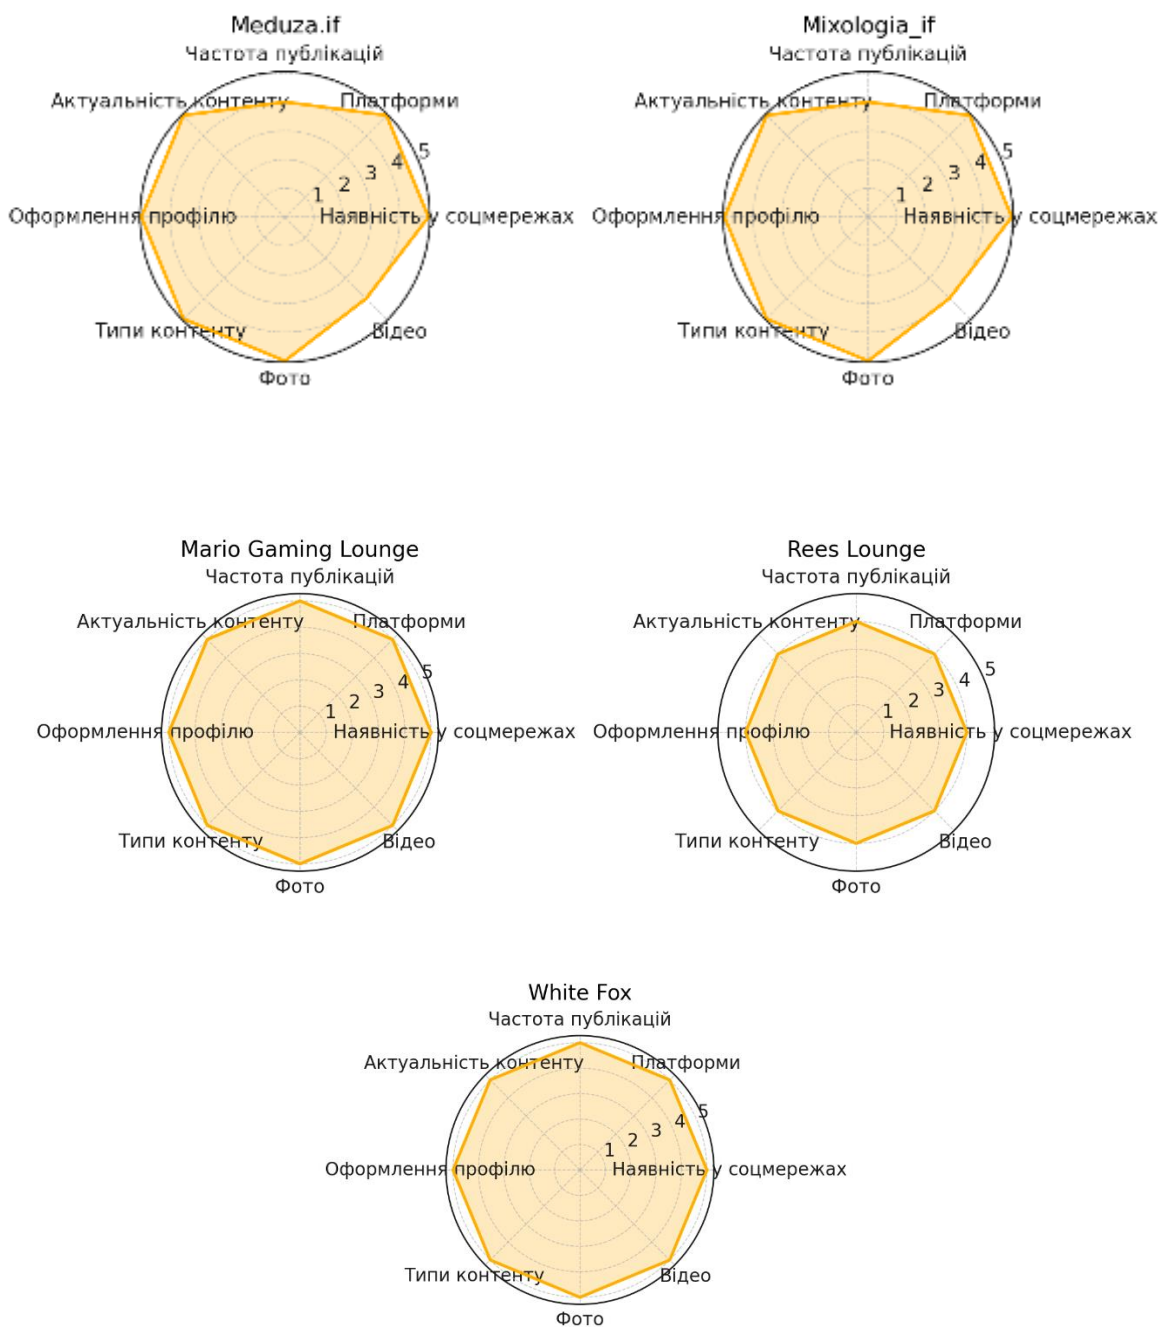 Meduza.if
Частота публікацій
Актуальність контенту
Платформи
5
4
3
2
1
Оформлення профілю
Наявність у соцмережах
Типи контенту
Відео
Фото
Mixologia_if
Частота публікацій
Актуальність контенту
Платформи
5
4
3
2
1
Оформлення профілю
Наявність у соцмережах
Типи контенту
Відео
Фото
Mario Gaming Lounge
Частота публікацій
Актуальність контенту
Платформи
5
4
3
2
1
Оформлення профілю
Наявність у соцмережах
Типи контенту
Відео
Фото
Rees Lounge
Частота публікацій
Актуальність контенту
Платформи
5
4
3
2
1
Оформлення профілю
Наявність у соцмережах
Типи контенту
Відео
Фото
White Fox
Частота публікацій
Актуальність контенту
Платформи
5
4
3
2
1
Оформлення профілю
Наявність у соцмережах
Типи контенту
Відео
Фото